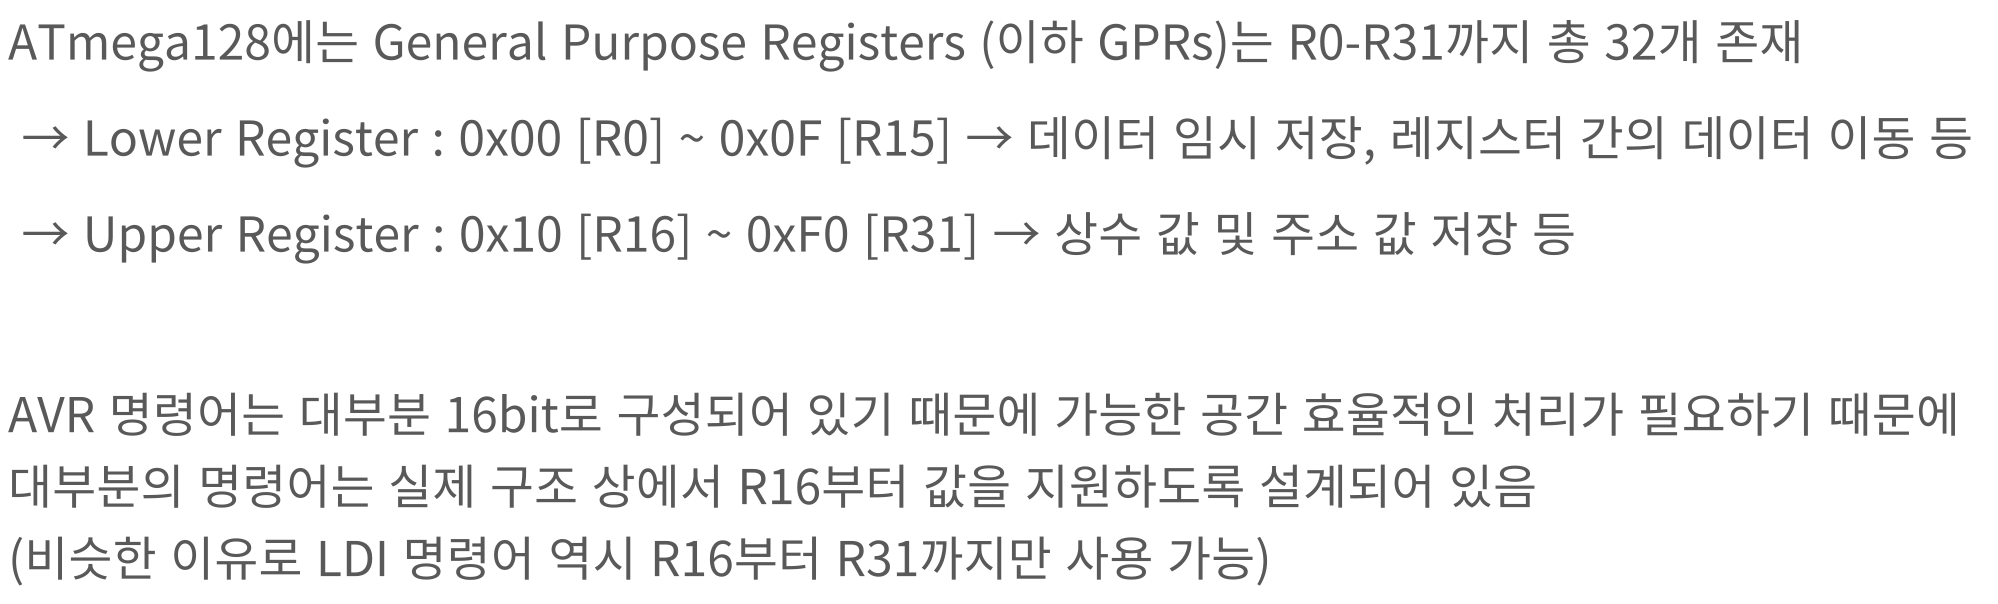 ATmega128에는 General Purpose Registers (이하 GPRs)는 R0-R31까지 총 32개 존재
→ Lower Register : 0x00 [R0] ~ 0x0F [R15] → 데이터 임시 저장, 레지스터 간의 데이터 이동 등
→ Upper Register : 0x10 [R16] ~ 0xF0 [R31] → 상수 값 및 주소 값 저장 등
AVR 명령어는 대부분 16bit로 구성되어 있기 때문에 가능한 공간 효율적인 처리가 필요하기 때문에
대부분의 명령어는 실제 구조 상에서 R16부터 값을 지원하도록 설계되어 있음
(비슷한 이유로 LDI 명령어 역시 R16부터 R31까지만 사용 가능)